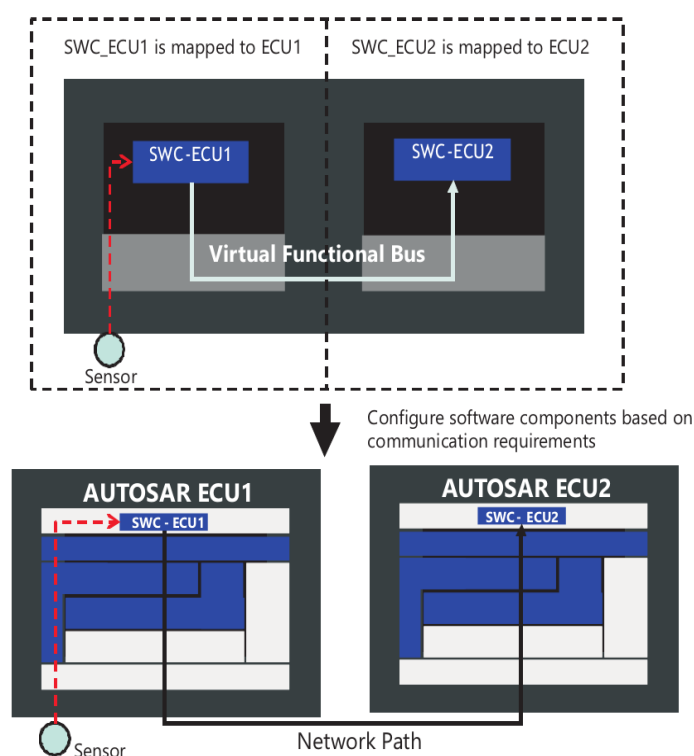 SWC_ECU1 is mapped to ECU1
SWC_ECU2 is mapped to ECU2
SWC-ECU1
SWC-ECU2
Virtual Functional Bus
Sensor
Configure software components based on
communication requirements
AUTOSAR ECU1
AUTOSAR ECU2
SWC - ECU1
SWC- ECU2
Network Path
Sensor